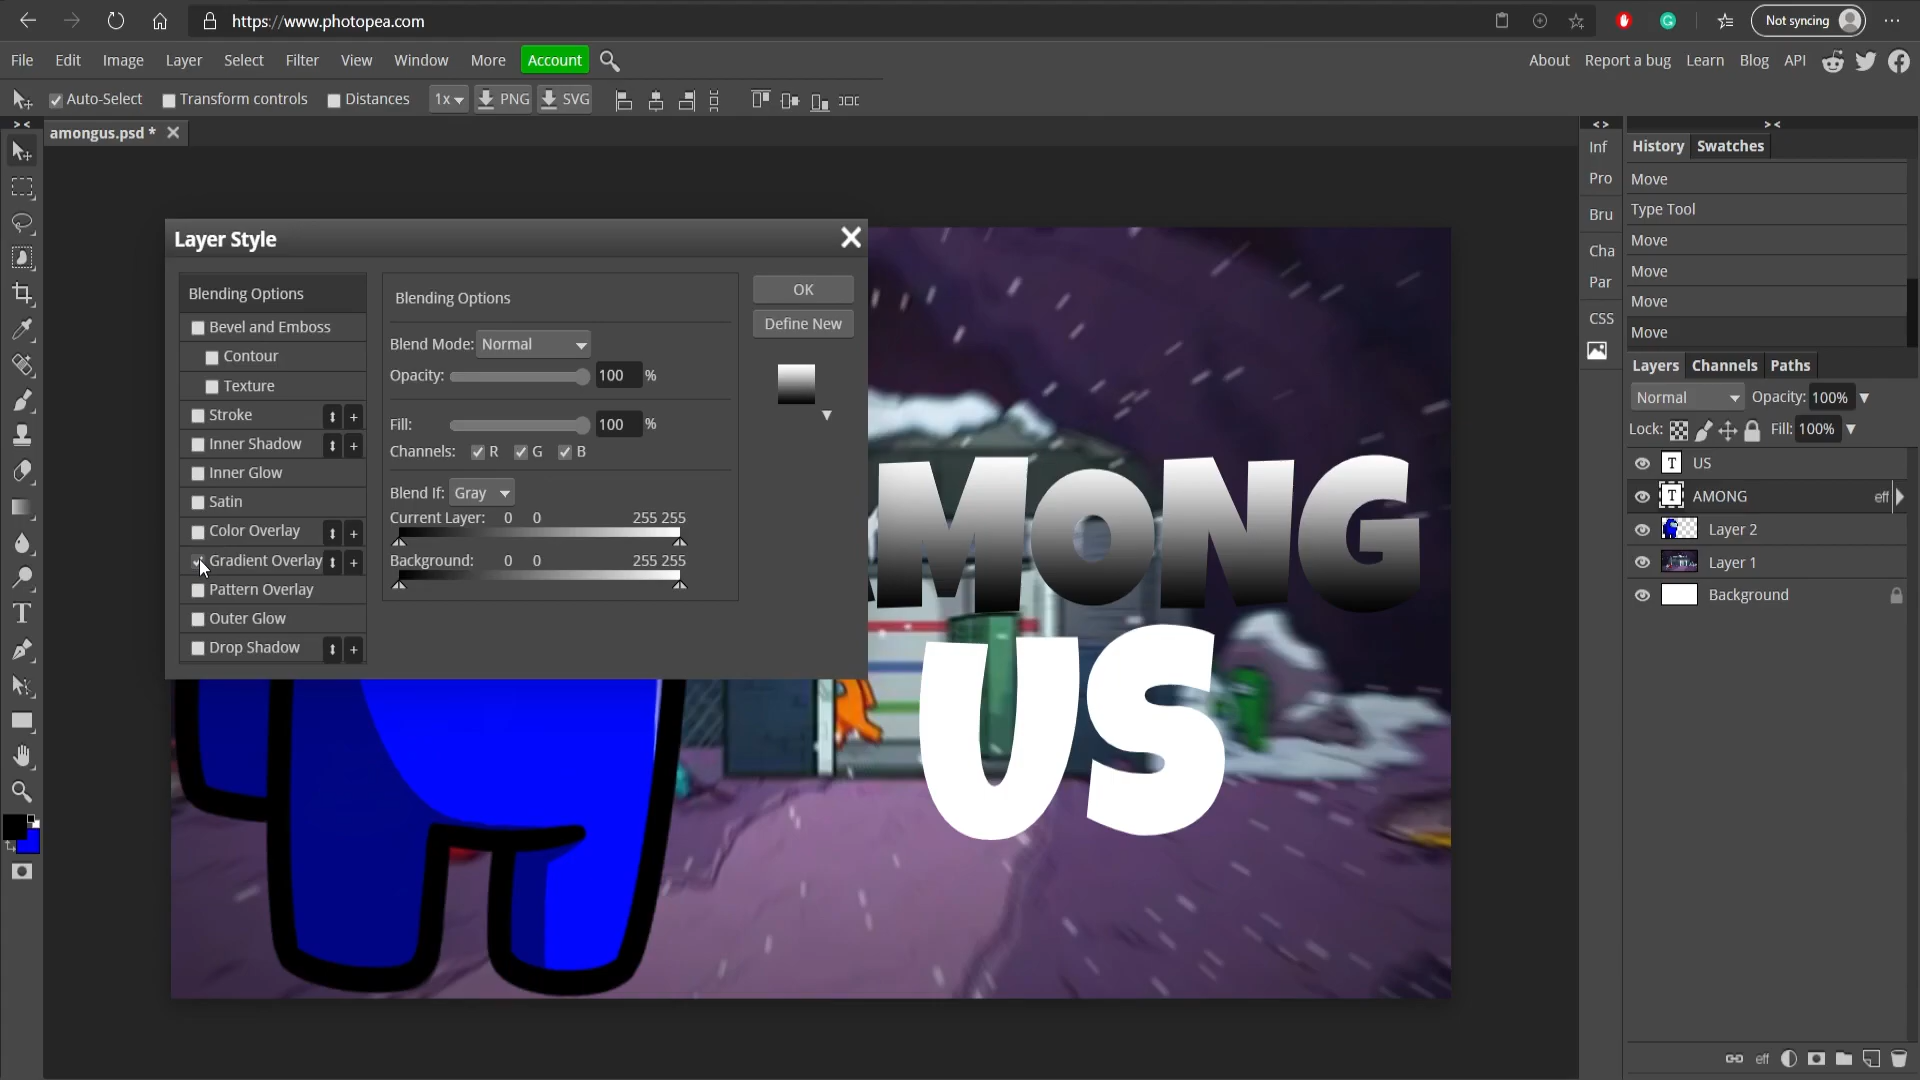 https://www.photopea.com
Not syncing
File Edit Image Layer Select Filter View Window More Account
About Report a bug Learn Blog API
Auto-Select Transform controls Distances 1x PNG SVG
amongus.psd *
Layer Style
Blending Options
Bevel and Emboss
Contour
Texture
Stroke
Inner Shadow
Inner Glow
Satin
Color Overlay
Gradient Overlay
Pattern Overlay
Outer Glow
Drop Shadow
Blending Options
Blend Mode: Normal
Opacity: 100 %
Fill: 100 %
Channels: R G B
Blend If: Gray
Current Layer: 0 0 255 255
Background: 0 0 255 255
OK
Define New
MONG
US
Inf
Pro
Bru
Cha
Par
CSS
History Swatches
Move
Type Tool
Move
Move
Move
Move
Layers Channels Paths
Normal Opacity: 100%
Lock: Fill: 100%
T US
T AMONG eff
Layer 2
Layer 1
Background
eff